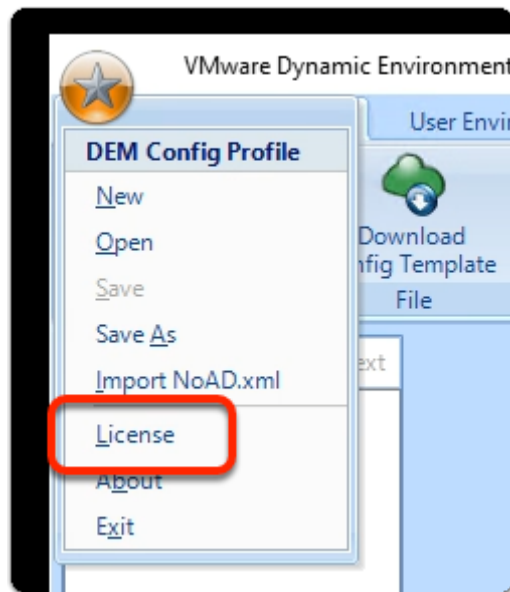 VMware Dynamic Environment
User Envi
DEM Config Profile
New
Open
Save
Save As
Import NoAD.xml
License
About
Exit
Download
nfig Template
File
ext